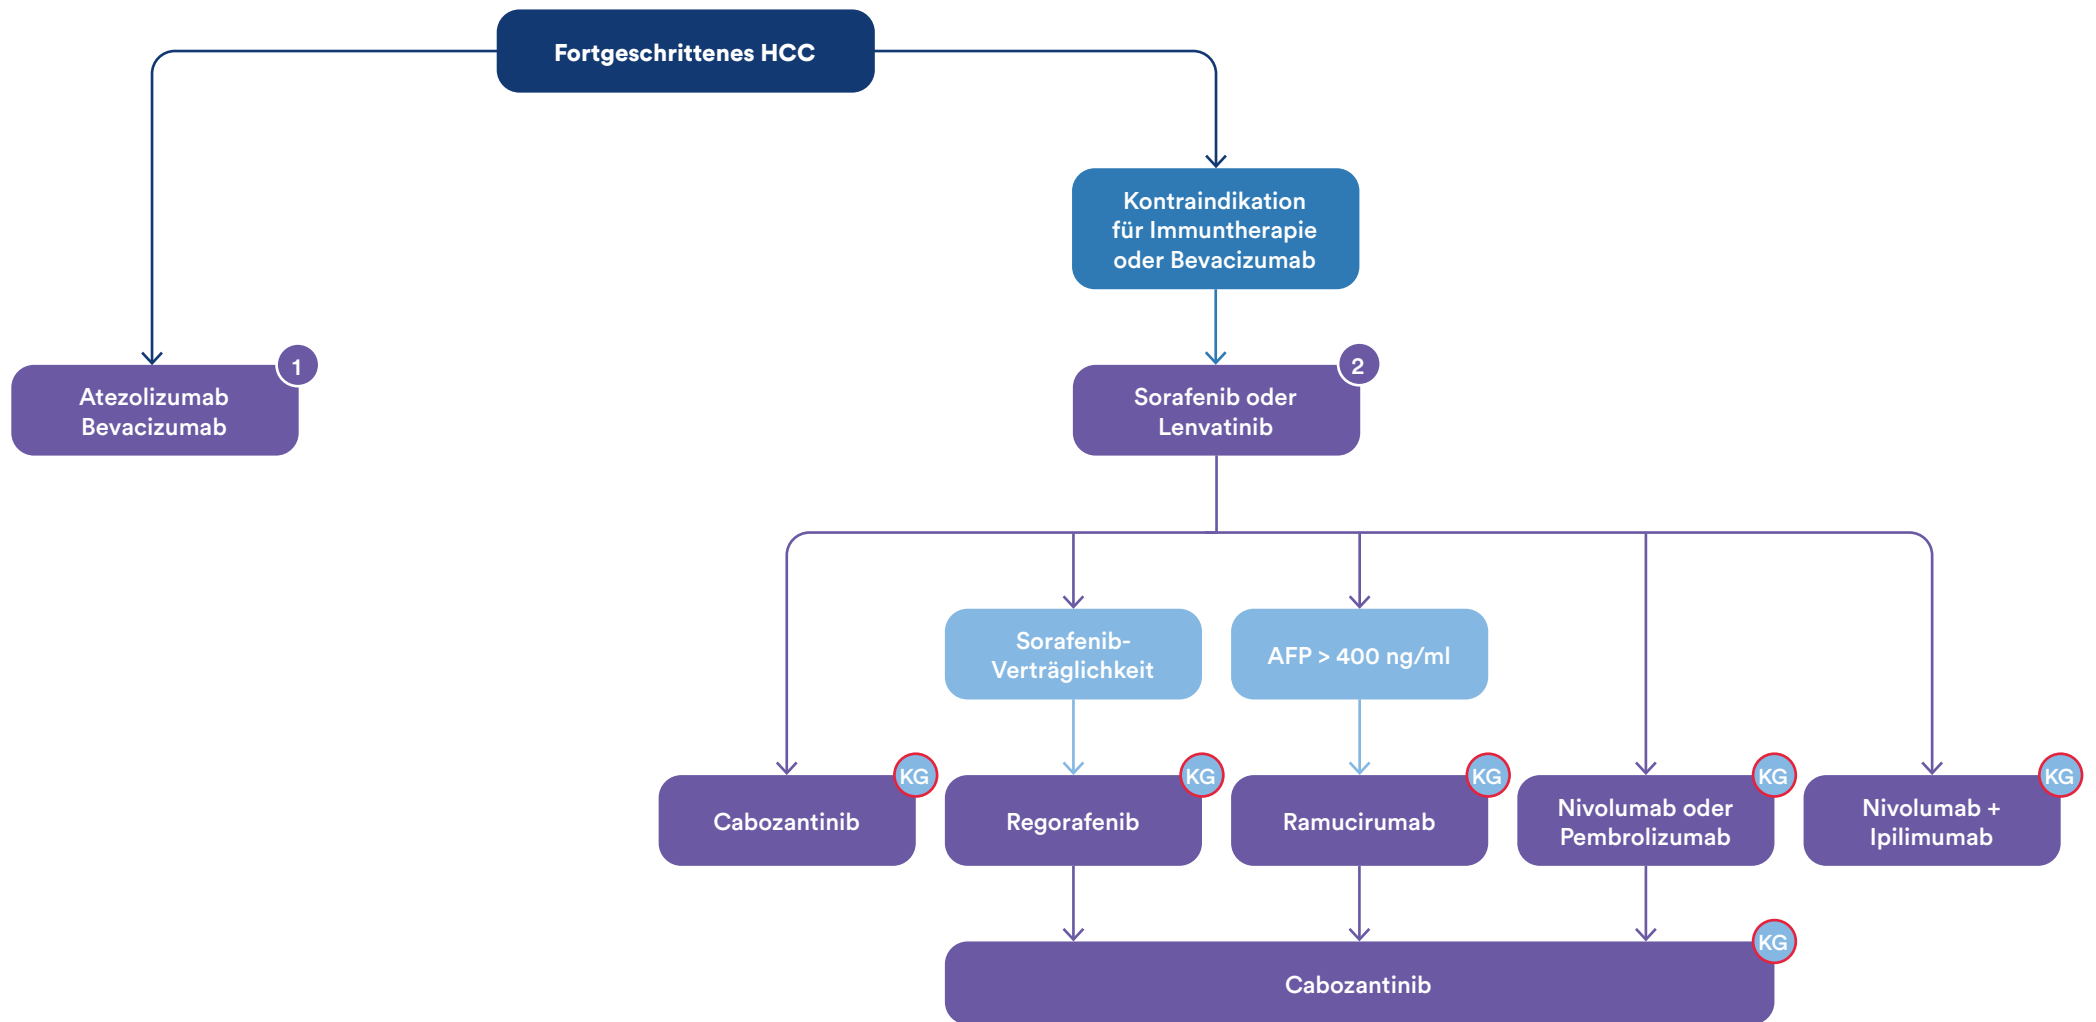 Fortgeschrittenes HCC
Kontraindikation
für Immuntherapie
oder Bevacizumab
1
Atezolizumab
Bevacizumab
2
Sorafenib oder
Lenvatinib
Sorafenib-
Verträglichkeit
AFP > 400 ng/ml
KG
Cabozantinib
KG
Regorafenib
KG
Ramucirumab
KG
Nivolumab oder
Pembrolizumab
KG
Nivolumab +
Ipilimumab
KG
Cabozantinib